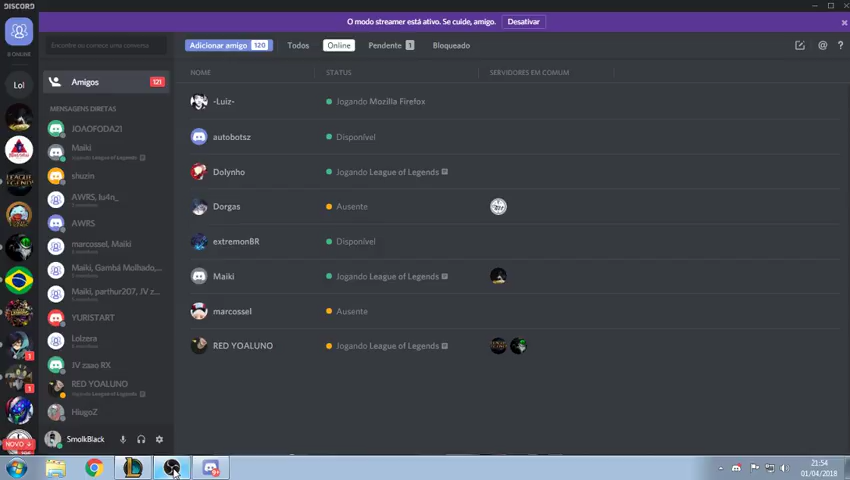 DISCORD
O modo streamer está ativo. Se cuide, amigo. Desativar
Encontre ou comece uma conversa
Adicionar amigo 120 Todos Online Pendente 1 Bloqueado
0 ONLINE
Lol
Amigos 121
MENSAGENS DIRETAS
JOAOFODA21
Maiki
Jogando League of Legends
shuzin
AWRS, lu4n_
AWRS
marcossel, Maiki
Maiki, Gambá Molhado,...
Maiki, parthur207, JV z...
YURISTART
Lolzera
JV zaao RX
RED YOALUNO
Jogando League of Legends
HiugoZ
NOVO
SmolkBlack
NOME STATUS SERVIDORES EM COMUM
-Luiz- Jogando Mozilla Firefox
autobotsz Disponível
Dolynho Jogando League of Legends
Dorgas Ausente
extremonBR Disponível
Maiki Jogando League of Legends
marcossel Ausente
RED YOALUNO Jogando League of Legends
1
1
9+
21:54
01/04/2018